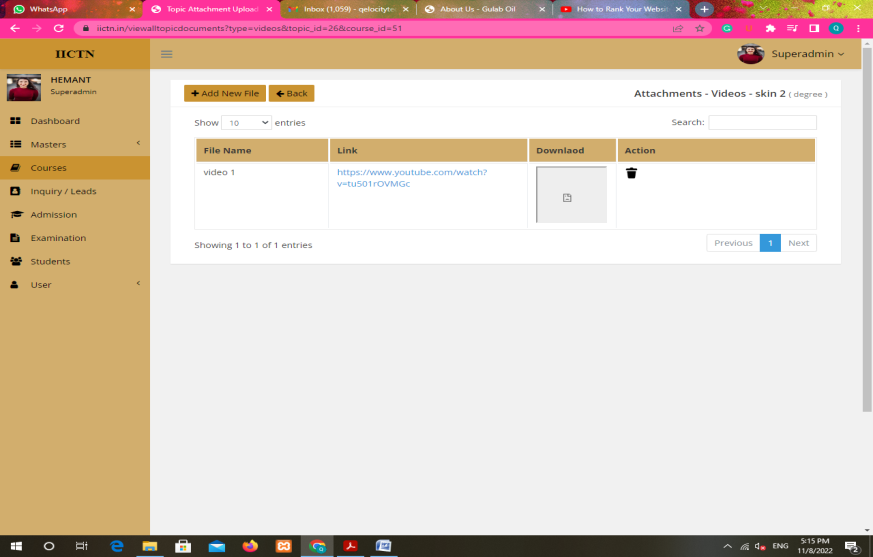 WhatsApp
Topic Attachment Upload
Inbox (1,059) - qelocityte
About Us - Gulab Oil
How to Rank Your Websi
iictn.in/viewalltopicdocuments?type=videos&topic_id=26&course_id=51
IICTN
Superadmin
HEMANT
Superadmin
Dashboard
Masters
Courses
Inquiry / Leads
Admission
Examination
Students
User
Add New File
Back
Attachments - Videos - skin 2 ( degree )
Show 10 entries
Search:
File Name Link Downlaod Action
video 1
https://www.youtube.com/watch?
v=tu501rOVMGc
Showing 1 to 1 of 1 entries
Previous 1 Next
ENG
5:15 PM
11/8/2022